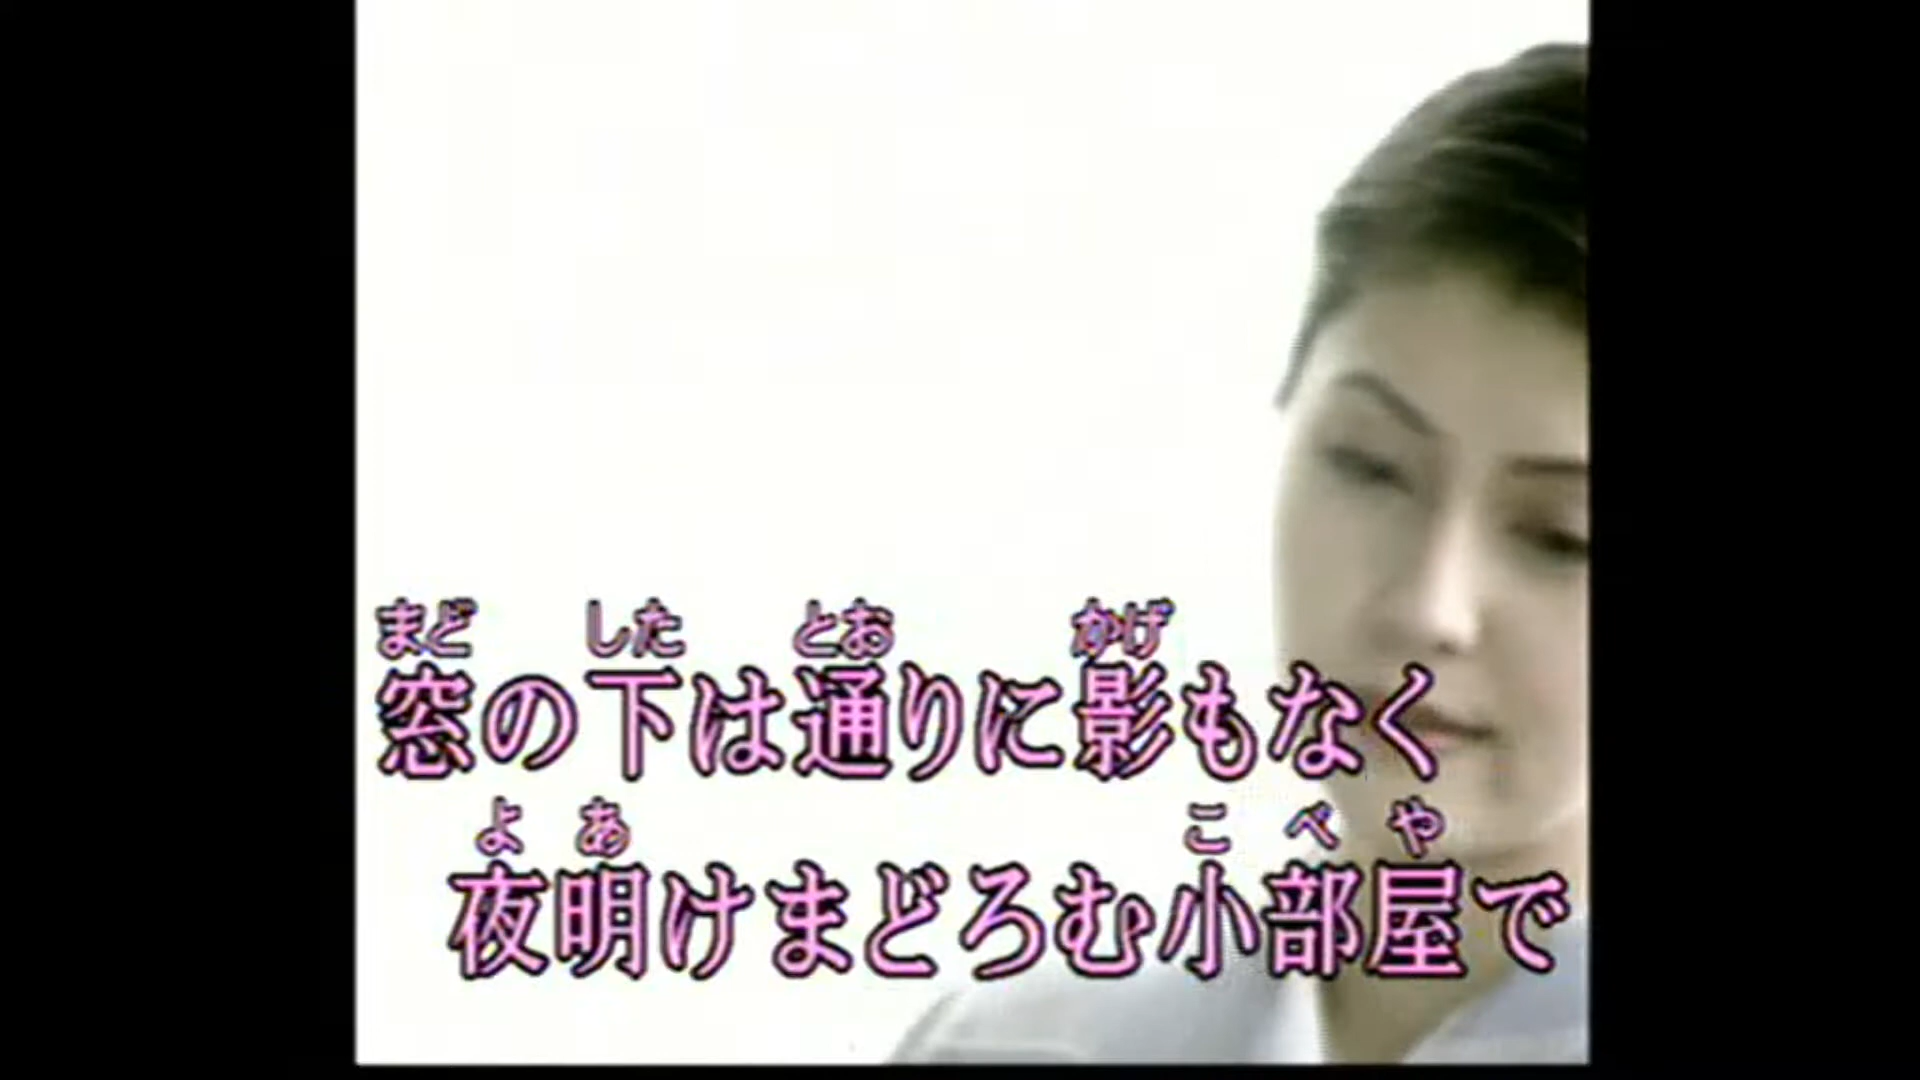 まど した とお かげ
窓の下は通りに影もなく
よ あ こ べ や
夜明けまどろむ小部屋で